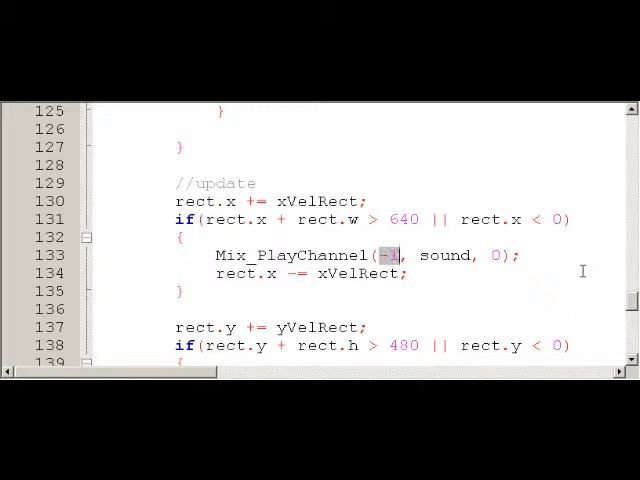 125 }
126
127 }
128
129 //update
130 rect.x += xVelRect;
131 if(rect.x + rect.w > 640 || rect.x < 0)
132 {
133 Mix_PlayChannel(-1, sound, 0);
134 rect.x -= xVelRect;
135 }
136
137 rect.y += yVelRect;
138 if(rect.y + rect.h > 480 || rect.y < 0)
139 {